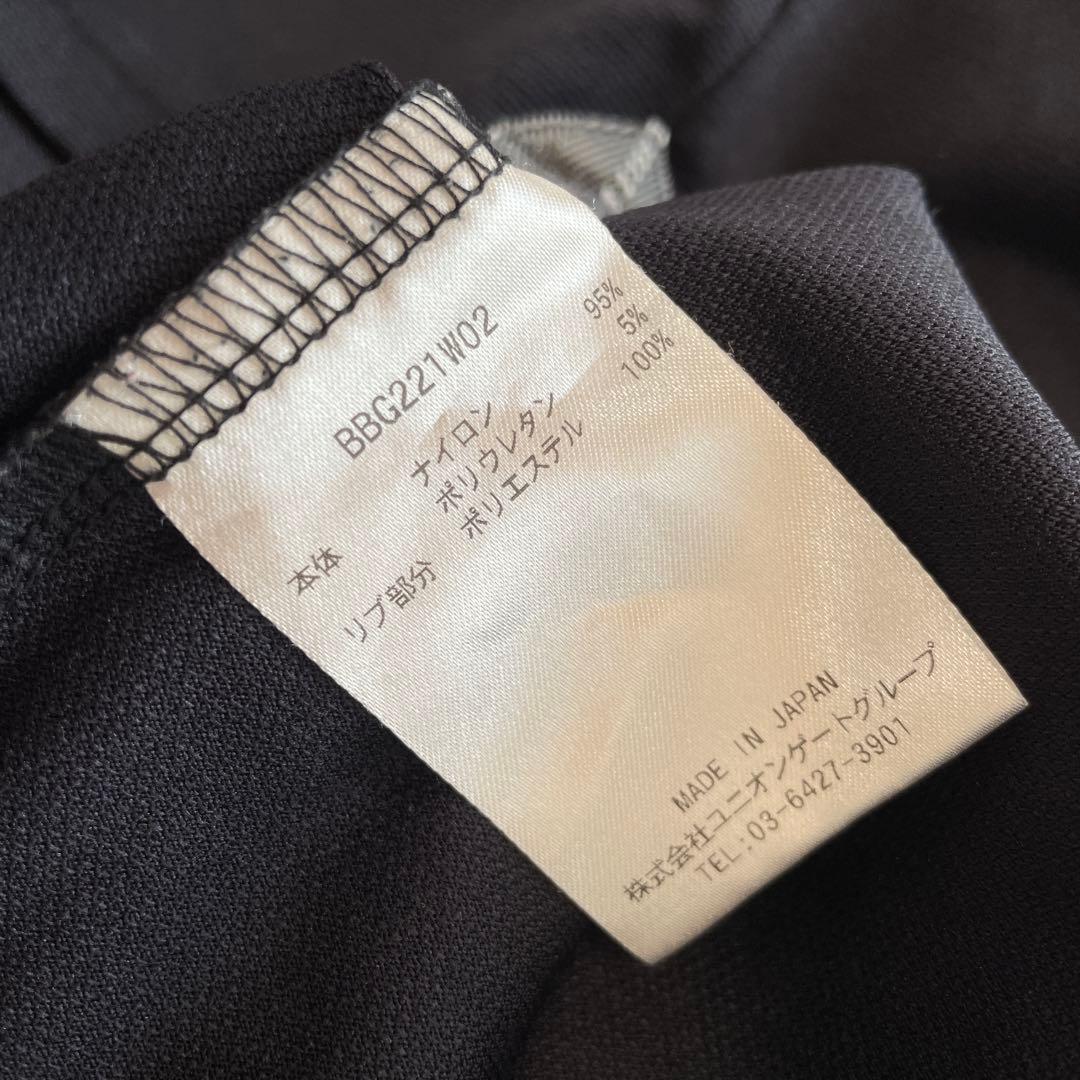 BBG221W02
本体 ナイロン 95%
ポリウレタン 5%
リブ部分 ポリエステル 100%
MADE IN JAPAN
株式会社ユニオンゲートグループ
TEL:03-6427-3901